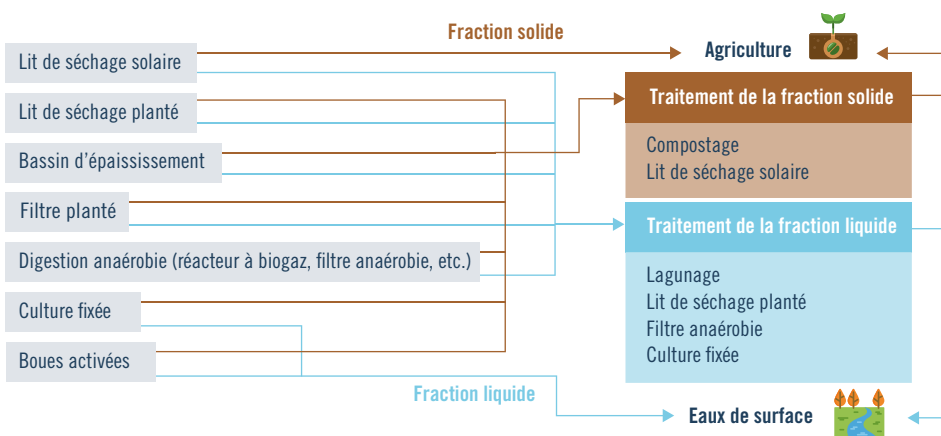 Fraction solide
Agriculture
Lit de séchage solaire
Lit de séchage planté
Bassin d’épaississement
Filtre planté
Digestion anaérobie (réacteur à biogaz, filtre anaérobie, etc.)
Culture fixée
Boues activées
Traitement de la fraction solide
Compostage
Lit de séchage solaire
Traitement de la fraction liquide
Lagunage
Lit de séchage planté
Filtre anaérobie
Culture fixée
Fraction liquide
Eaux de surface